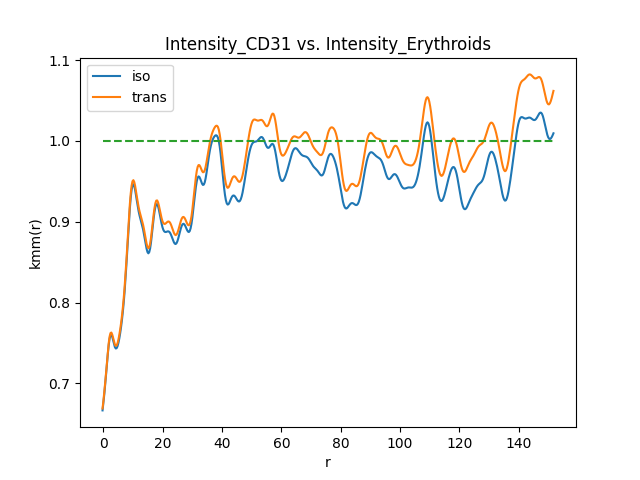 Intensity_CD31 vs. Intensity_Erythroids
iso
trans
1.1
1.0
0.9
0.8
0.7
kmm(r)
0 20 40 60 80 100 120 140
r